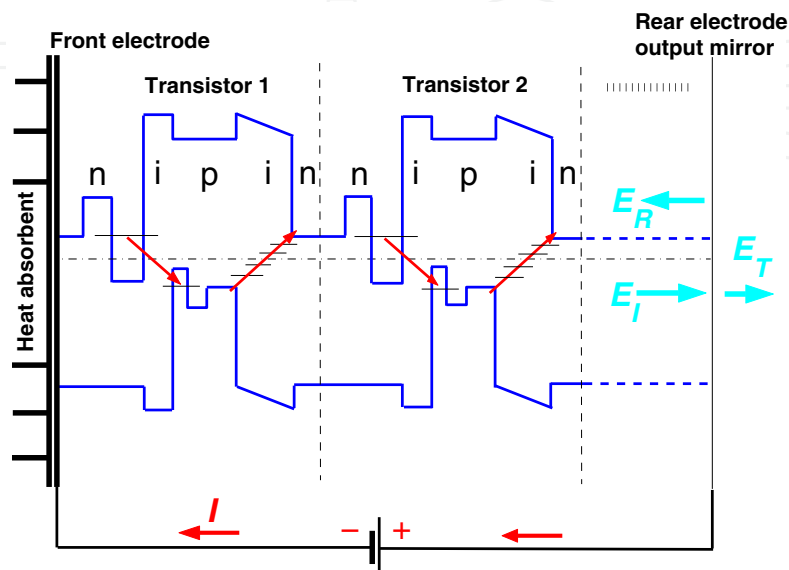 Front electrode
Rear electrode
output mirror
Transistor 1
Transistor 2
n i p i n
n i p i n
E_R
E_T
E_I
Heat absorbent
I
− +